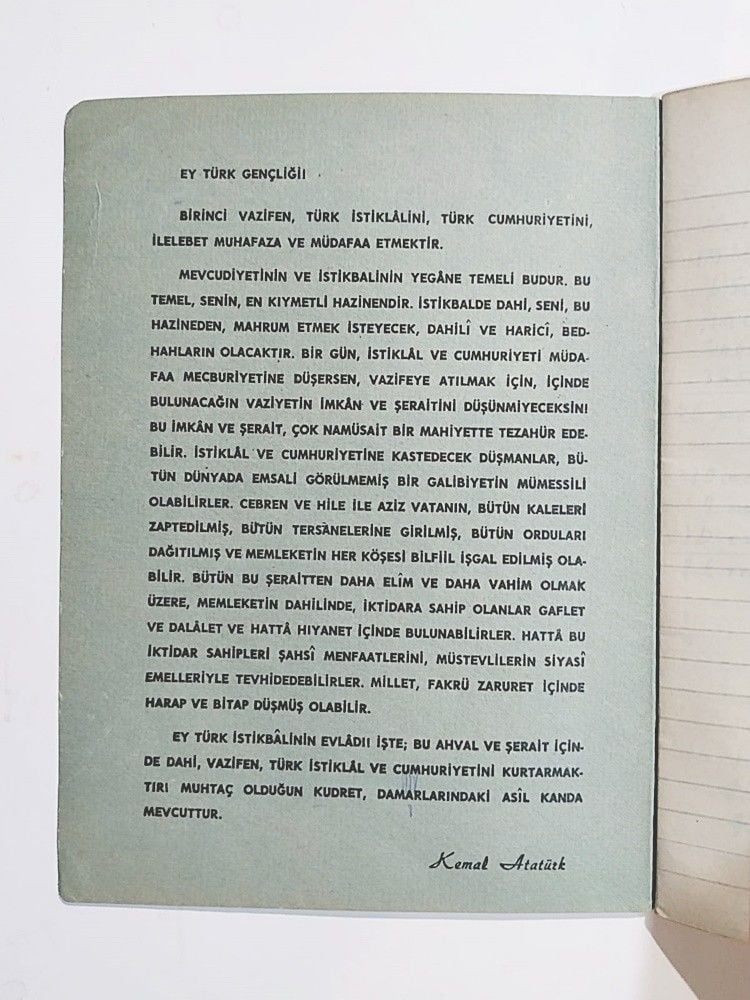 EY TÜRK GENÇLİĞİ!
BİRİNCİ VAZİFEN, TÜRK İSTİKLÂLİNİ, TÜRK CUMHURİYETİNİ,
İLELEBET MUHAFAZA VE MÜDAFAA ETMEKTİR.
MEVCUDİYETİNİN VE İSTİKBALİNİN YEGÂNE TEMELİ BUDUR. BU
TEMEL, SENİN, EN KIYMETLİ HAZİNENDİR. İSTİKBALDE DAHİ, SENİ, BU
HAZİNEDEN, MAHRUM ETMEK İSTEYECEK, DAHİLÎ VE HARİCÎ, BED-
HAHLARIN OLACAKTIR. BİR GÜN, İSTİKLÂL VE CUMHURİYETİ MÜDA-
FAA MECBURİYETİNE DÜŞERSEN, VAZİFEYE ATILMAK İÇİN, İÇİNDE
BULUNACAĞIN VAZİYETİN İMKÂN VE ŞERAİTİNİ DÜŞÜNMİYECEKSİN!
BU İMKÂN VE ŞERAİT, ÇOK NAMÜSAİT BİR MAHİYETTE TEZAHÜR EDE-
BİLİR. İSTİKLÂL VE CUMHURİYETİNE KASTEDECEK DÜŞMANLAR, BÜ-
TÜN DÜNYADA EMSALİ GÖRÜLMEMİŞ BİR GALİBİYETİN MÜMESSİLİ
OLABİLİRLER. CEBREN VE HİLE İLE AZİZ VATANIN, BÜTÜN KALELERİ
ZAPTEDİLMİŞ, BÜTÜN TERSANELERİNE GİRİLMİŞ, BÜTÜN ORDULARI
DAĞITILMIŞ VE MEMLEKETİN HER KÖŞESİ BİLFİİL İŞGAL EDİLMİŞ OLA-
BİLİR. BÜTÜN BU ŞERAİTTEN DAHA ELÎM VE DAHA VAHİM OLMAK
ÜZERE, MEMLEKETİN DAHİLİNDE, İKTİDARA SAHİP OLANLAR GAFLET
VE DALÂLET VE HATTÂ HIYANET İÇİNDE BULUNABİLİRLER. HATTÂ BU
İKTİDAR SAHİPLERİ ŞAHSÎ MENFAATLERİNİ, MÜSTEVLİLERİN SİYASÎ
EMELLERİYLE TEVHİDEDEBİLİRLER. MİLLET, FAKRÜ ZARURET İÇİNDE
HARAP VE BİTAP DÜŞMÜŞ OLABİLİR.
EY TÜRK İSTİKBÂLİNİN EVLÂDI! İŞTE; BU AHVAL VE ŞERAİT İÇİN-
DE DAHİ, VAZİFEN, TÜRK İSTİKLÂL VE CUMHURİYETİNİ KURTARMAK-
TIR! MUHTAÇ OLDUĞUN KUDRET, DAMARLARINDAKİ ASÎL KANDA
MEVCUTTUR.
Kemal Atatürk